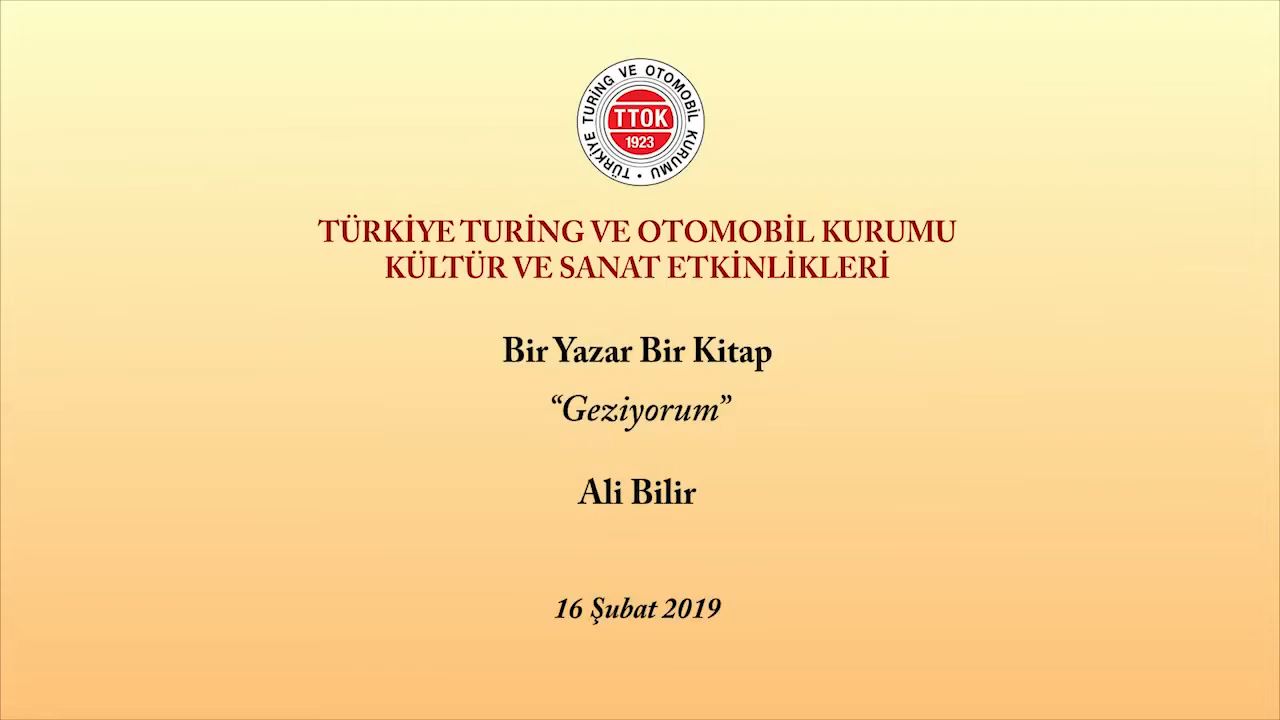 TÜRKİYE TURİNG VE OTOMOBİL KURUMU •
TTOK
1923
TÜRKİYE TURİNG VE OTOMOBİL KURUMU
KÜLTÜR VE SANAT ETKİNLİKLERİ
Bir Yazar Bir Kitap
“Geziyorum”
Ali Bilir
16 Şubat 2019